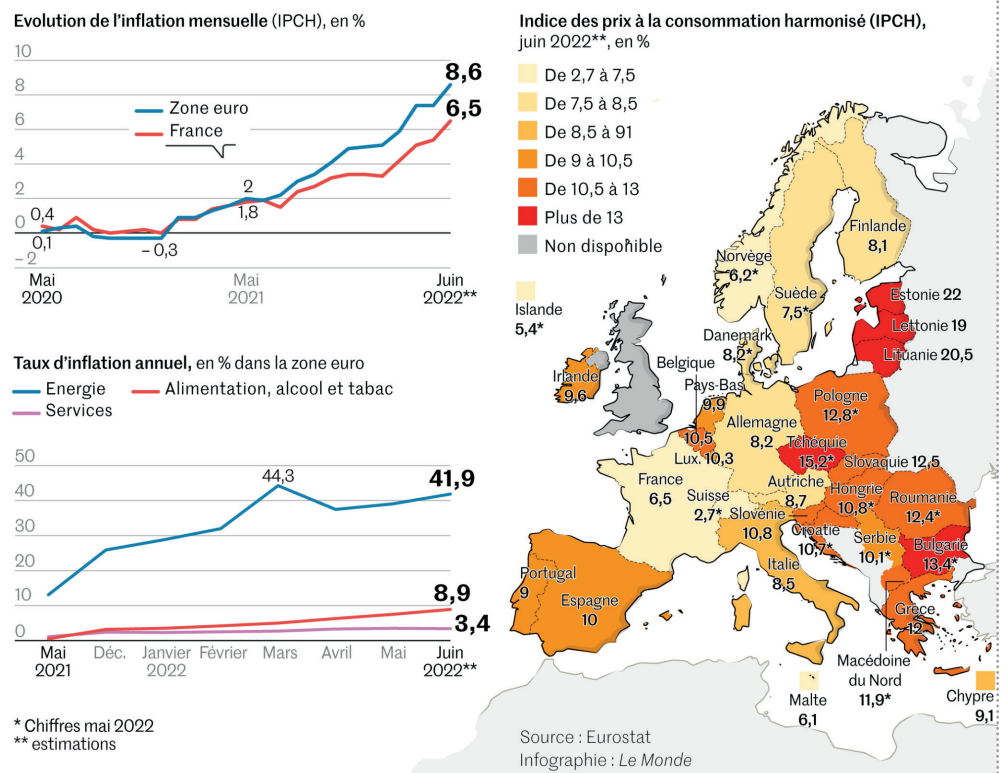 Evolution de l’inflation mensuelle (IPCH), en %
10
8
6
4
2
0
– 2
Zone euro
France
8,6
6,5
0,4
0,1
– 0,3
2
1,8
Mai
2020
Mai
2021
Juin
2022**
Taux d’inflation annuel, en % dans la zone euro
Energie
Alimentation, alcool et tabac
Services
50
40
30
20
10
0
44,3
41,9
8,9
3,4
Mai
2021
Déc.
Janvier
2022
Février
Mars
Avril
Mai
Juin
2022**
* Chiffres mai 2022
** estimations
Indice des prix à la consommation harmonisé (IPCH),
juin 2022**, en %
De 2,7 à 7,5
De 7,5 à 8,5
De 8,5 à 91
De 9 à 10,5
De 10,5 à 13
Plus de 13
Non disponible
Islande
5,4*
Norvège
6,2*
Suède
7,5*
Finlande
8,1
Estonie 22
Lettonie 19
Lituanie 20,5
Danemark
8,2*
Irlande
9,6
Belgique
10,5
Pays-Bas
9,9
Lux. 10,3
Allemagne
8,2
Pologne
12,8*
Tchéquie
15,2*
Slovaquie 12,5
France
6,5
Suisse
2,7*
Autriche
8,7
Hongrie
10,8*
Roumanie
12,4*
Slovénie
10,8
Croatie
10,7*
Serbie
10,1*
Bulgarie
13,4*
Italie
8,5
Portugal
9
Espagne
10
Grèce
12
Macédoine
du Nord
11,9*
Malte
6,1
Chypre
9,1
Source : Eurostat
Infographie : Le Monde